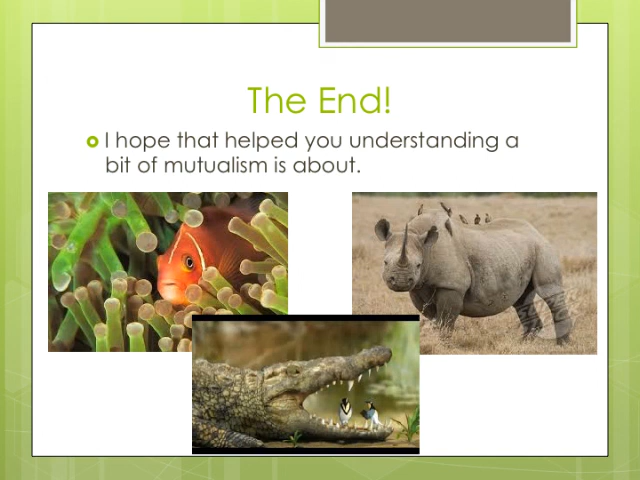 The End!
I hope that helped you understanding a
bit of mutualism is about.